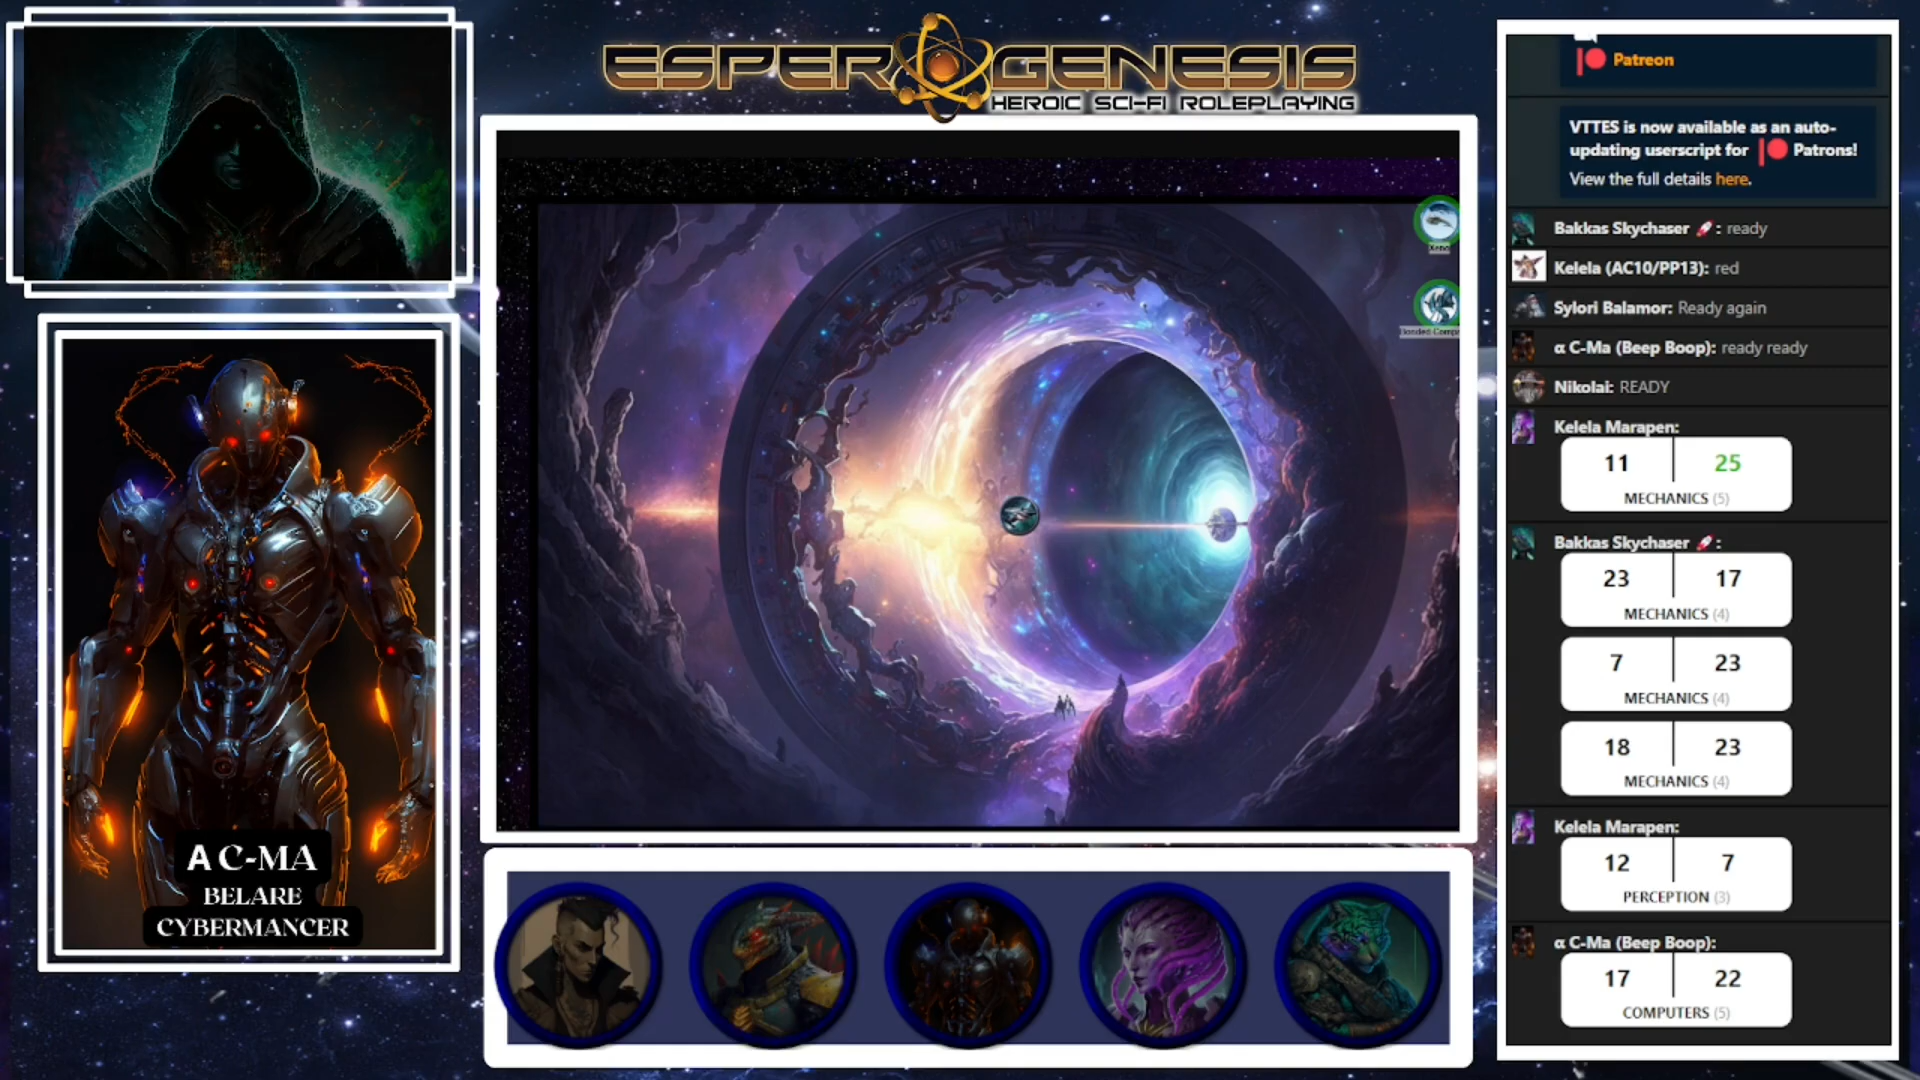 ESPER GENESIS
HEROIC SCI-FI ROLEPLAYING
A C-MA
BELARE
CYBERMANCER
Xeno
Patreon
VTTES is now available as an auto-
updating userscript for Patrons!
View the full details here.
Bakkas Skychaser 🚀: ready
Kelela (AC10/PP13): red
Sylori Balamor: Ready again
α C-Ma (Beep Boop): ready ready
Nikolai: READY
Kelela Marapen:
11 25
MECHANICS (5)
Bakkas Skychaser 🚀:
23 17
MECHANICS (4)
7 23
MECHANICS (4)
18 23
MECHANICS (4)
Kelela Marapen:
12 7
PERCEPTION (3)
α C-Ma (Beep Boop):
17 22
COMPUTERS (5)